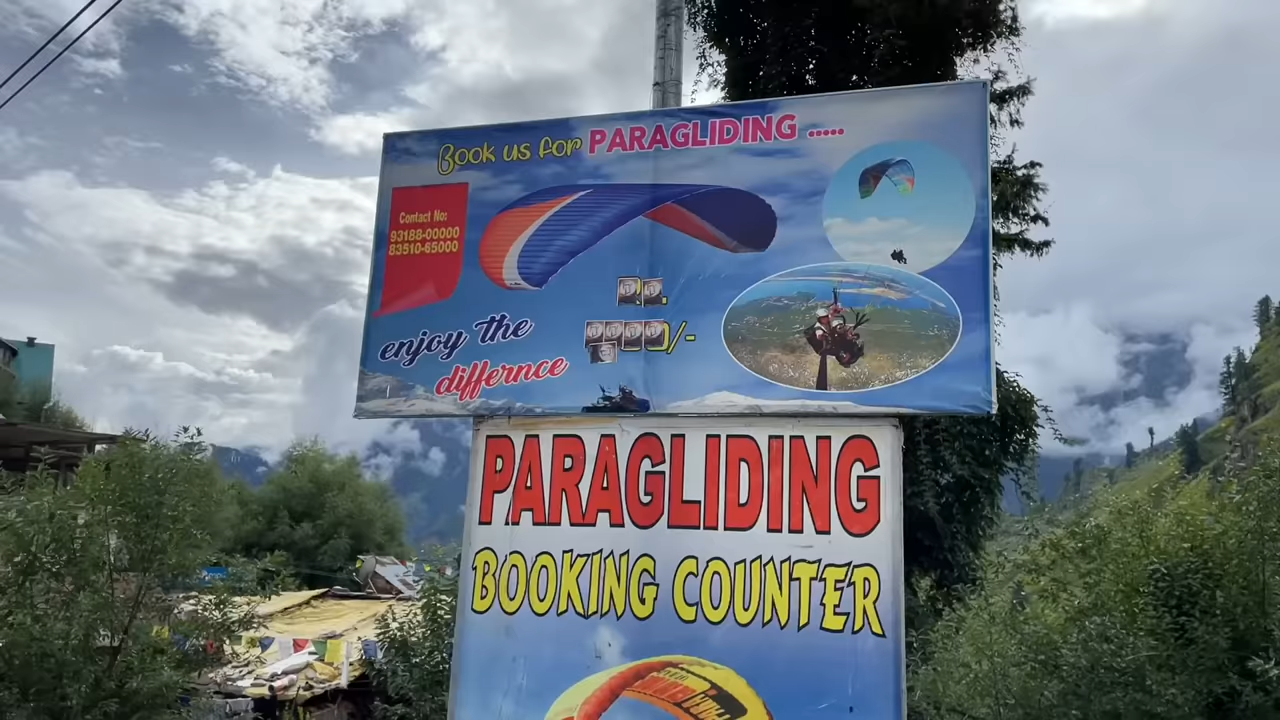 Book us for PARAGLIDING .....
Contact No:
93188-00000
83510-65000
enjoy the
differnce
/-
PARAGLIDING
BOOKING COUNTER